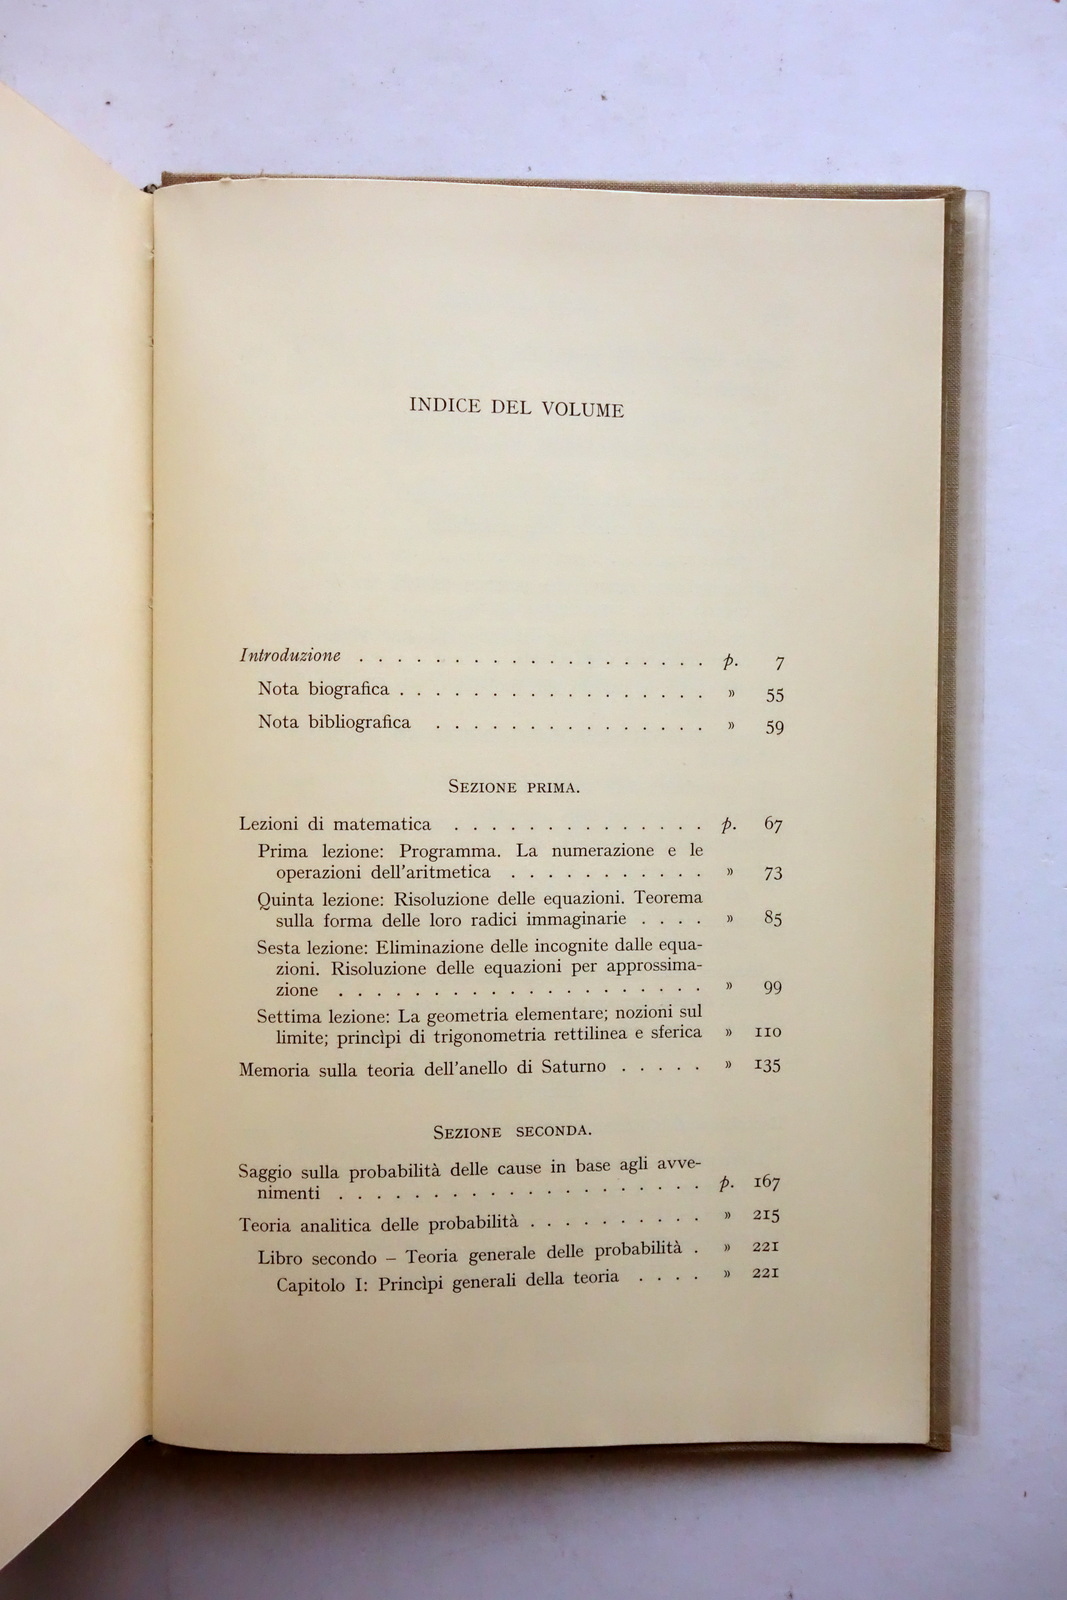 INDICE DEL VOLUME
Introduzione . . . . . . . . . . . . . . . . . . . p. 7
Nota biografica . . . . . . . . . . . . . . . . . » 55
Nota bibliografica . . . . . . . . . . . . . . . » 59
SEZIONE PRIMA.
Lezioni di matematica . . . . . . . . . . . . . . p. 67
Prima lezione: Programma. La numerazione e le
operazioni dell'aritmetica . . . . . . . . . . . » 73
Quinta lezione: Risoluzione delle equazioni. Teorema
sulla forma delle loro radici immaginarie . . . . » 85
Sesta lezione: Eliminazione delle incognite dalle equa-
zioni. Risoluzione delle equazioni per approssima-
zione . . . . . . . . . . . . . . . . . . . . » 99
Settima lezione: La geometria elementare; nozioni sul
limite; princìpi di trigonometria rettilinea e sferica » 110
Memoria sulla teoria dell'anello di Saturno . . . . . » 135
SEZIONE SECONDA.
Saggio sulla probabilità delle cause in base agli avve-
nimenti . . . . . . . . . . . . . . . . . . . . p. 167
Teoria analitica delle probabilità . . . . . . . . . . » 215
Libro secondo – Teoria generale delle probabilità . » 221
Capitolo I: Princìpi generali della teoria . . . . » 221